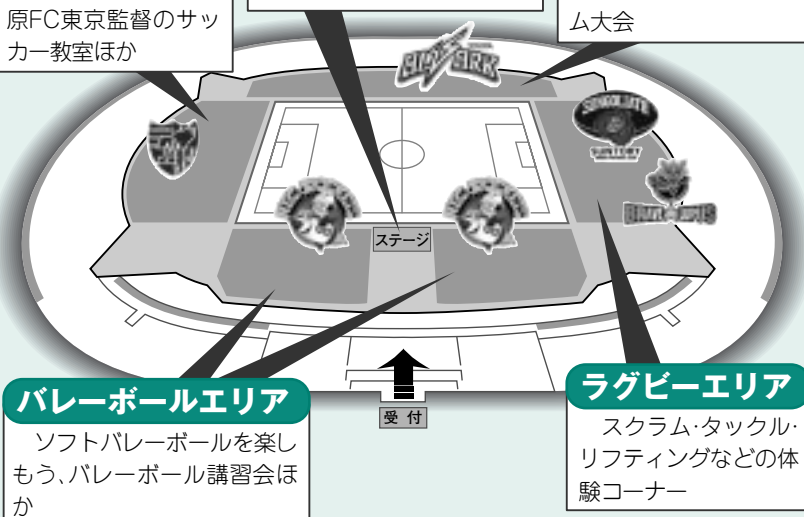 原FC東京監督のサッ
カー教室ほか
ム大会
ステージ
バレーボールエリア
ソフトバレーボールを楽し
もう、バレーボール講習会ほ
か
受付
ラグビーエリア
スクラム・タックル・
リフティングなどの体
験コーナー